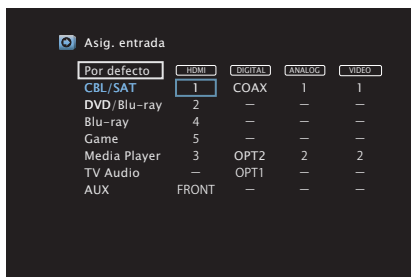 Asig. entrada
Por defecto HDMI DIGITAL ANALOG VIDEO
CBL/SAT 1 COAX 1 1
DVD/Blu-ray 2 – – –
Blu-ray 4 – – –
Game 5 – – –
Media Player 3 OPT2 2 2
TV Audio – OPT1 – –
AUX FRONT – – –